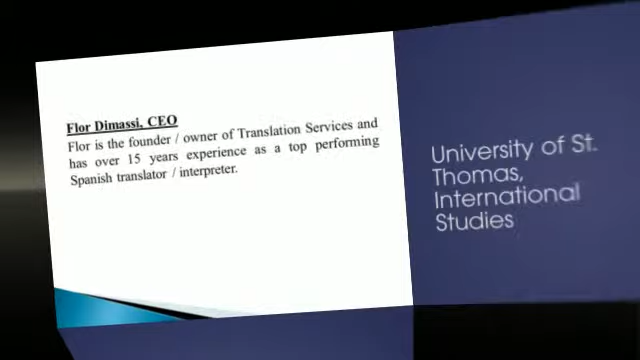 Flor Dimassi, CEO
Flor is the founder / owner of Translation Services and
has over 15 years experience as a top performing
Spanish translator / interpreter.
University of St.
Thomas,
International
Studies